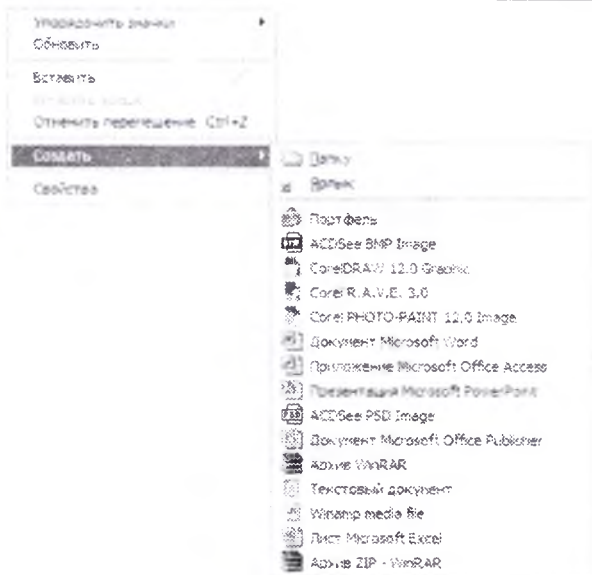 Упорядочить значки
Обновить
Вставить
Отменить перемещение Ctrl+Z
Создать
Свойства
Папку
Ярлык
Портфель
ACDSee BMP Image
CorelDRAW 12.0 Graphic
Corel R.A.V.E. 3.0
Corel PHOTO-PAINT 12.0 Image
Документ Microsoft Word
Приложение Microsoft Office Access
Презентация Microsoft PowerPoint
ACDSee PSD Image
Документ Microsoft Office Publisher
Архив WinRAR
Текстовый документ
Winamp media file
Лист Microsoft Excel
Архив ZIP - WinRAR